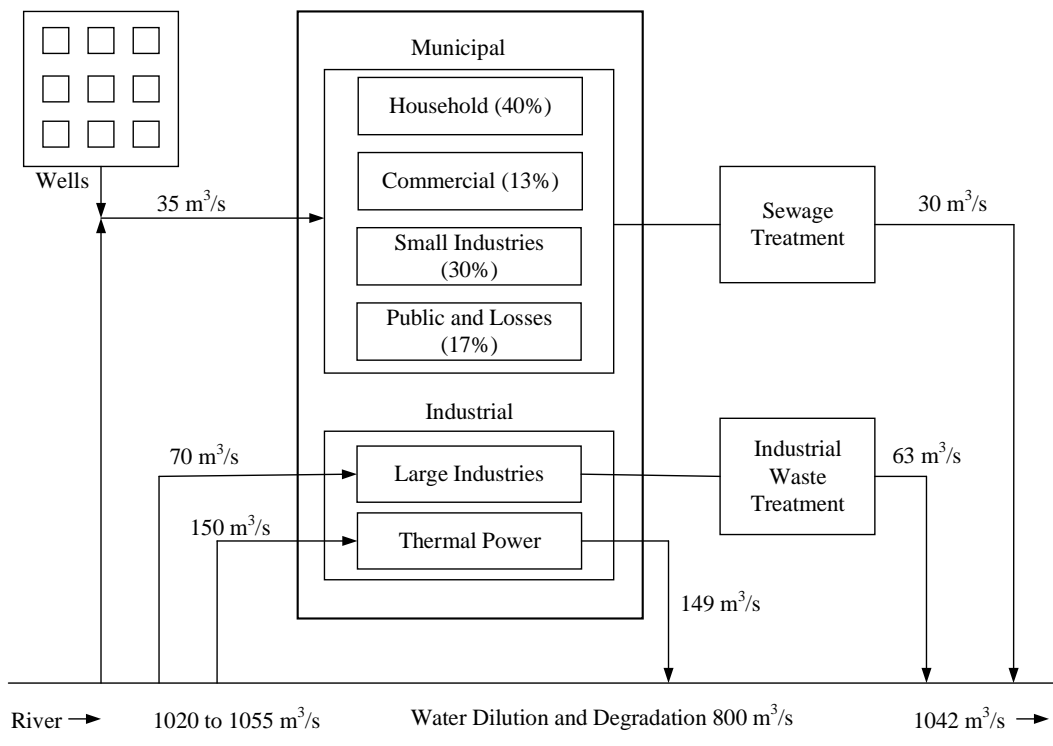 Municipal
Household (40%)
Commercial (13%)
Small Industries
(30%)
Public and Losses
(17%)
Wells
35 m³/s
Sewage
Treatment
30 m³/s
Industrial
Large Industries
Thermal Power
70 m³/s
150 m³/s
Industrial
Waste
Treatment
63 m³/s
149 m³/s
River
1020 to 1055 m³/s
Water Dilution and Degradation 800 m³/s
1042 m³/s